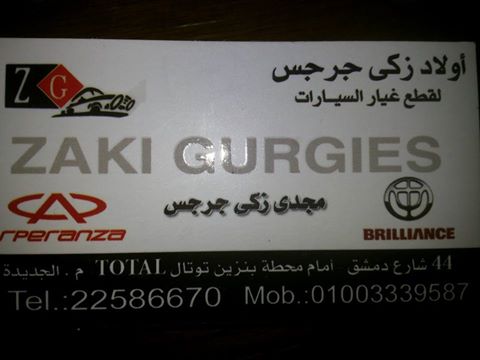 Z G
أولاد زكى جرجس
لقطع غيار السيارات
ZAKI GURGIES
مجدى زكى جرجس
rperanza
BRILLIANCE
44 شارع دمشق - أمام محطة بنزين توتال TOTAL م . الجديدة
Tel.:22586670 Mob.:01003339587